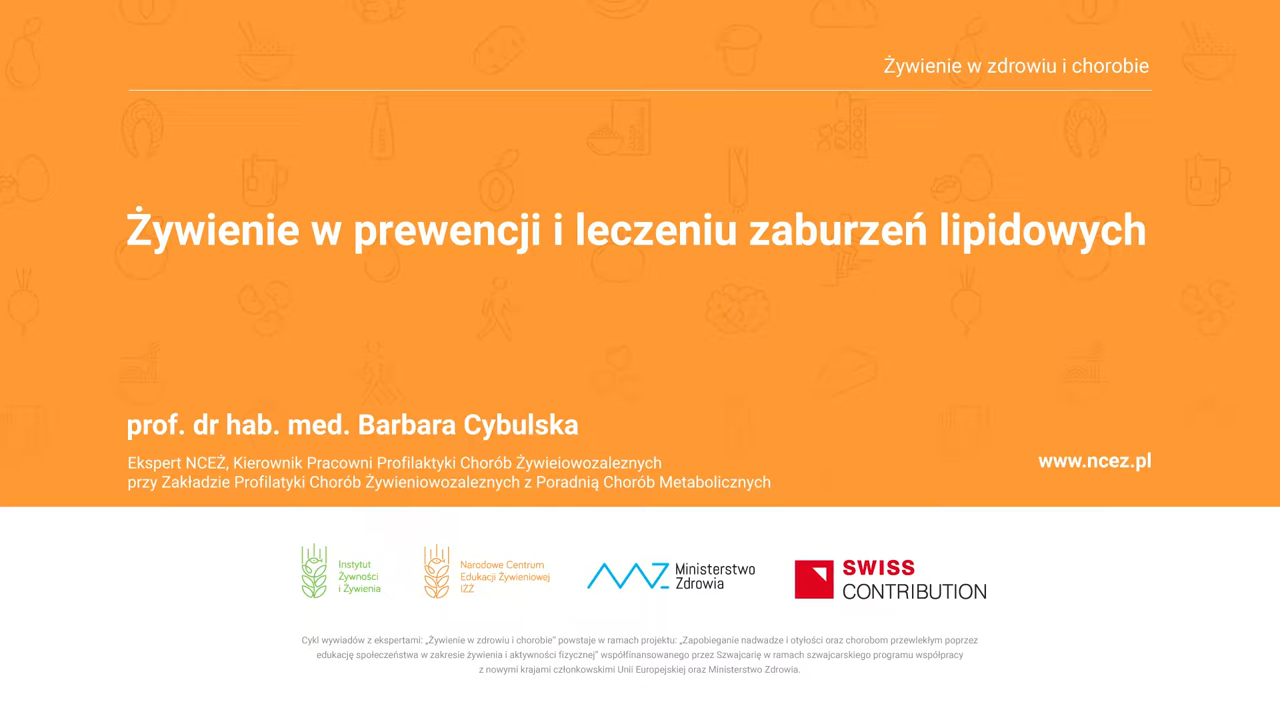 Żywienie w zdrowiu i chorobie
Żywienie w prewencji i leczeniu zaburzeń lipidowych
prof. dr hab. med. Barbara Cybulska
Ekspert NCEŻ, Kierownik Pracowni Profilaktyki Chorób Żywieiowozaleznych
przy Zakładzie Profilatyki Chorób Żywieniowozaleznych z Poradnią Chorób Metabolicznych
www.ncez.pl
Instytut
Żywności
i Żywienia
Narodowe Centrum
Edukacji Żywieniowej
IŻŻ
Ministerstwo
Zdrowia
SWISS
CONTRIBUTION
Cykl wywiadów z ekspertami: „Żywienie w zdrowiu i chorobie” powstaje w ramach projektu: „Zapobieganie nadwadze i otyłości oraz chorobom przewlekłym poprzez
edukację społeczeństwa w zakresie żywienia i aktywności fizycznej” współfinansowanego przez Szwajcarię w ramach szwajcarskiego programu współpracy
z nowymi krajami członkowskimi Unii Europejskiej oraz Ministerstwo Zdrowia.